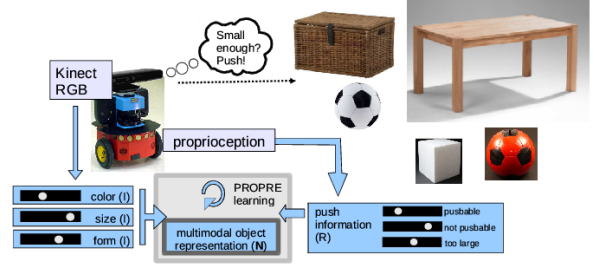 Small
enough?
Push!
Kinect
RGB
proprioception
PROPRE
learning
color (I)
size (I)
form (I)
multimodal object
representation (N)
push
information
(R)
pusbable
not pusbable
too large